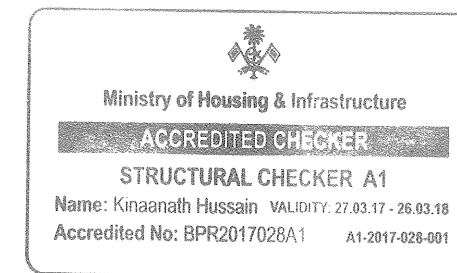 Ministry of Housing & Infrastructure
ACCREDITED CHECKER
STRUCTURAL CHECKER A1
Name: Kinaanath Hussain VALIDITY: 27.03.17 - 26.03.18
Accredited No: BPR2017028A1 A1-2017-028-001